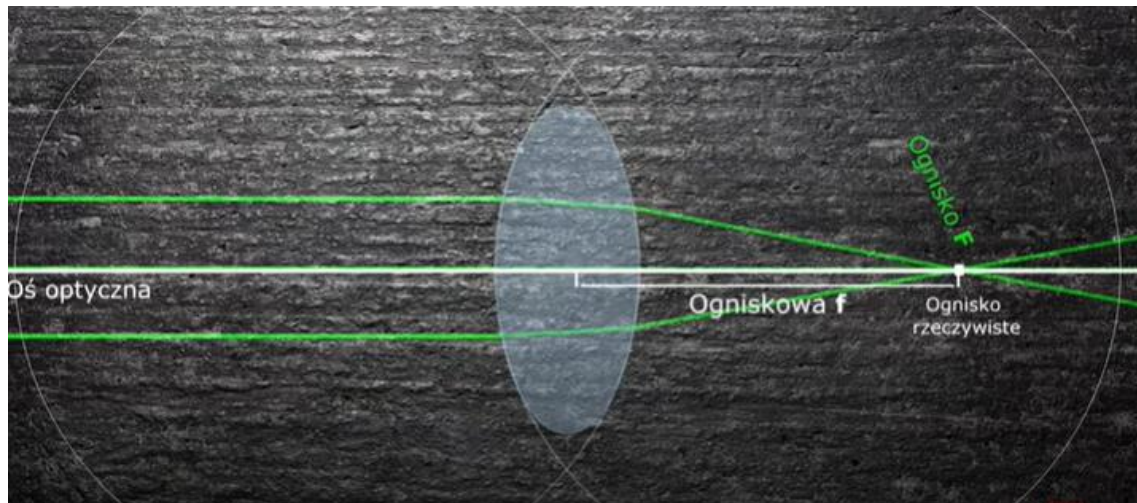 Ognisko F
Oś optyczna
Ogniskowa f
Ognisko
rzeczywiste